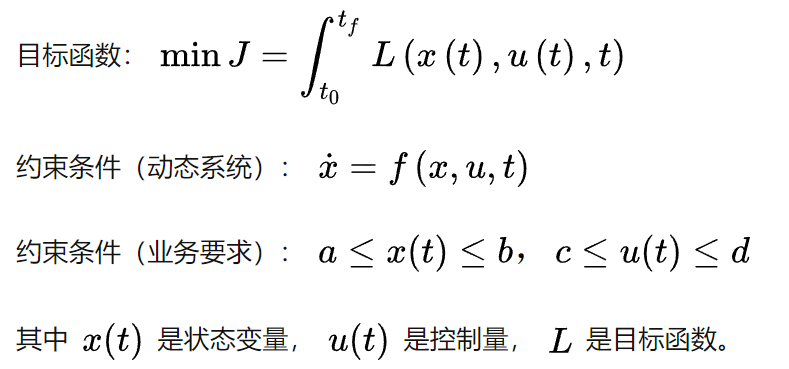 目标函数： $\min J = \int_{t_0}^{t_f} L\left(x\left(t\right), u\left(t\right), t\right)$
约束条件（动态系统）： $\dot{x} = f\left(x, u, t\right)$
约束条件（业务要求）： $a \leq x(t) \leq b$， $c \leq u(t) \leq d$
其中 $x(t)$ 是状态变量， $u(t)$ 是控制量， $L$ 是目标函数。